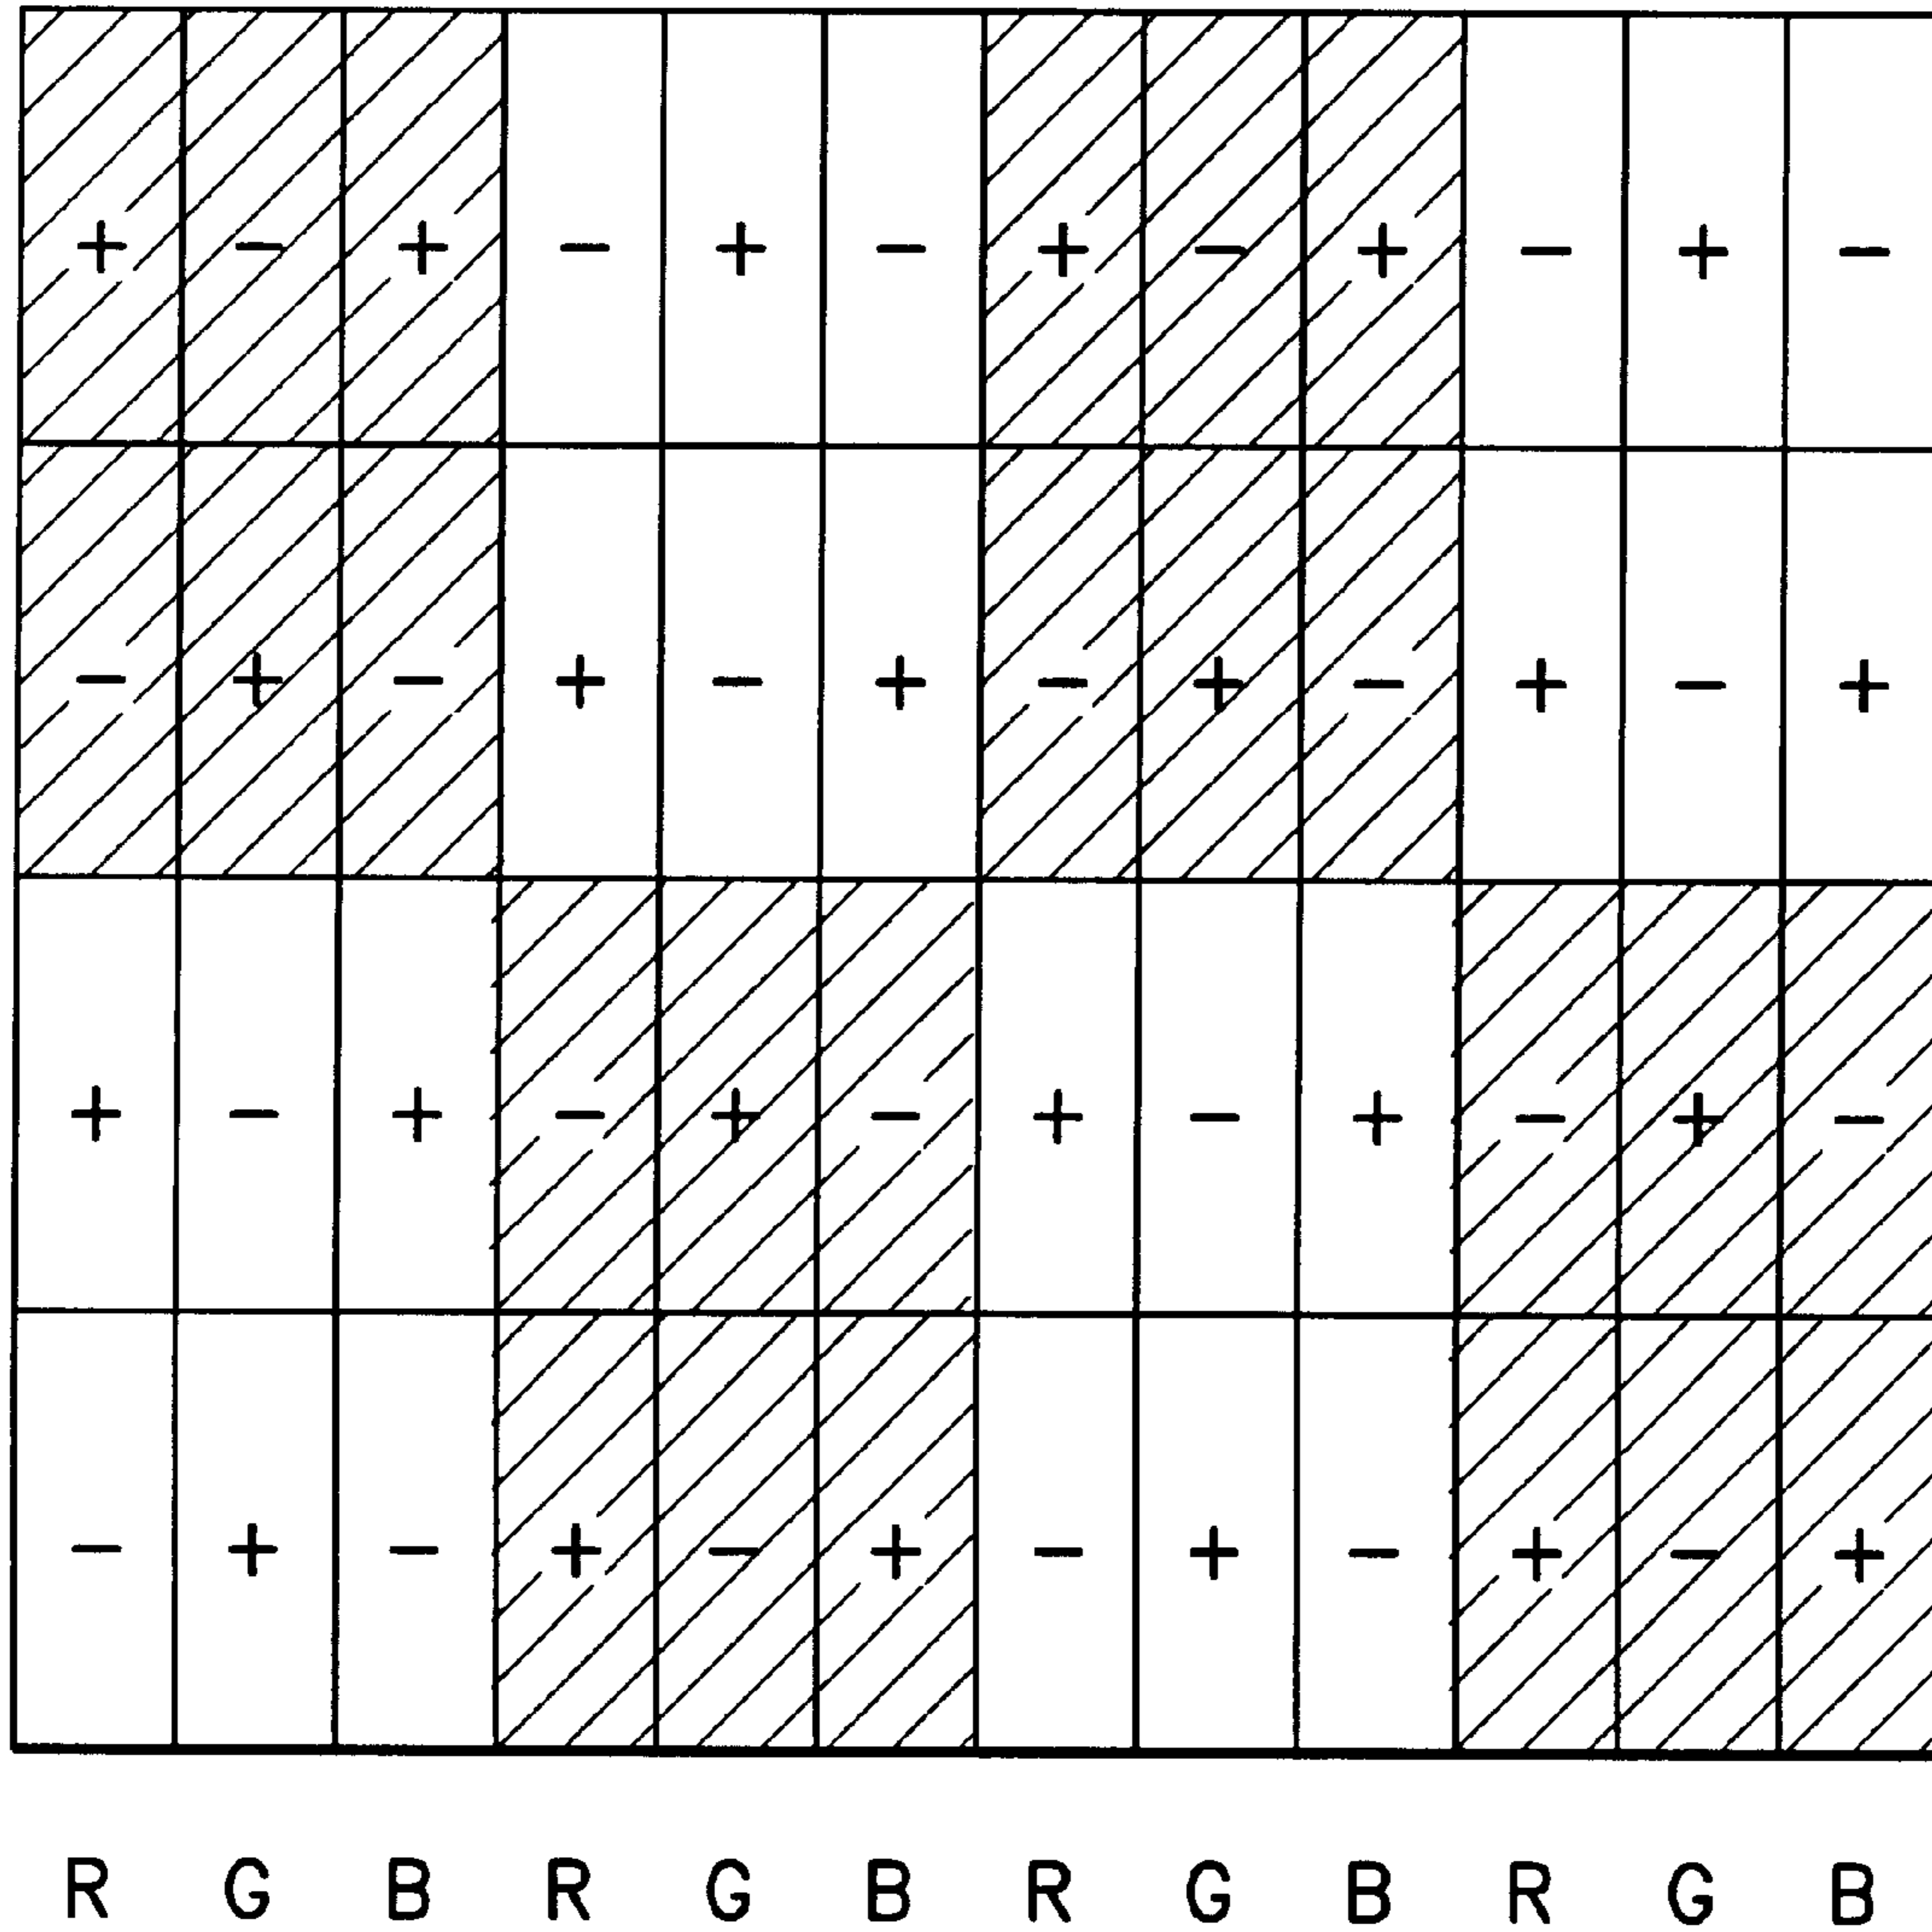 + − + − + − + − + − + −
− + − + − + − + − + − +
+ − + − + − + − + − + −
− + − + − + − + − + − +
R G B R G B R G B R G B